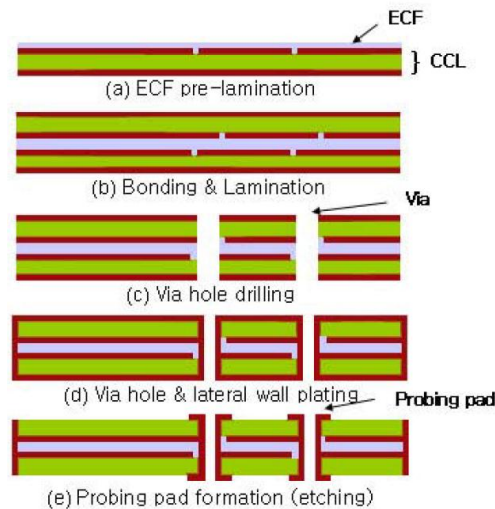 ECF
} CCL
(a) ECF pre-lamination
(b) Bonding & Lamination
Via
(c) Via hole drilling
(d) Via hole & lateral wall plating
Probing pad
(e) Probing pad formation (etching)